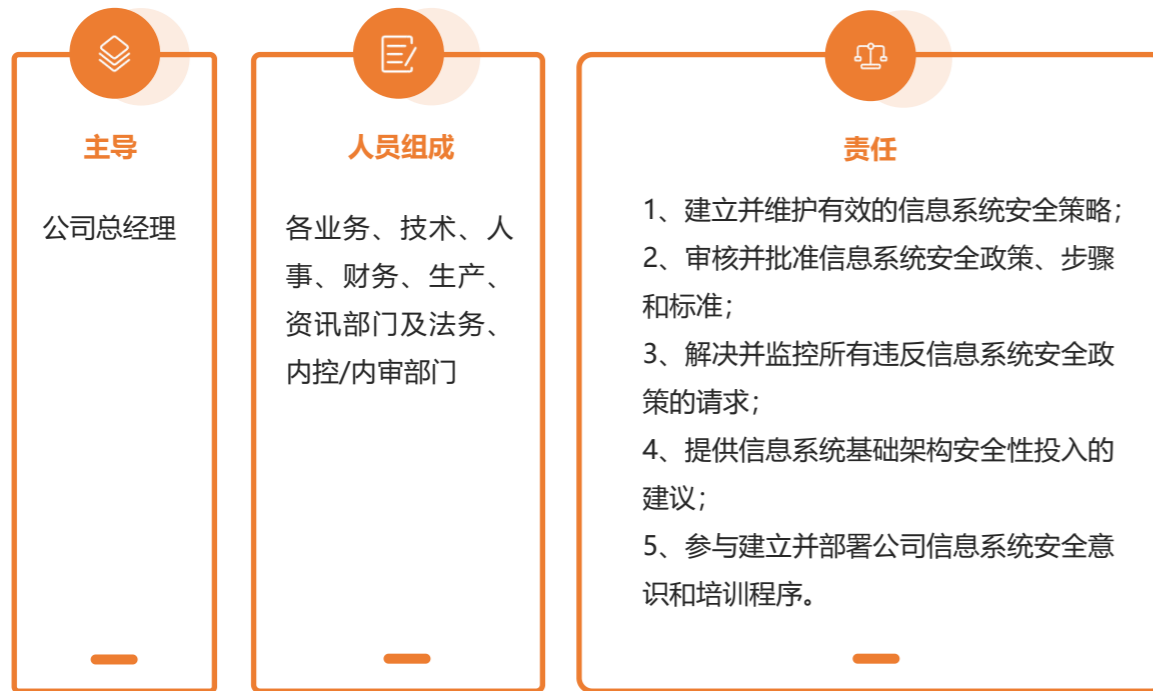 主导
公司总经理
人员组成
各业务、技术、人
事、财务、生产、
资讯部门及法务、
内控/内审部门
责任
1、建立并维护有效的信息系统安全策略；
2、审核并批准信息系统安全政策、步骤
和标准；
3、解决并监控所有违反信息系统安全政
策的请求；
4、提供信息系统基础架构安全性投入的
建议；
5、参与建立并部署公司信息系统安全意
识和培训程序。